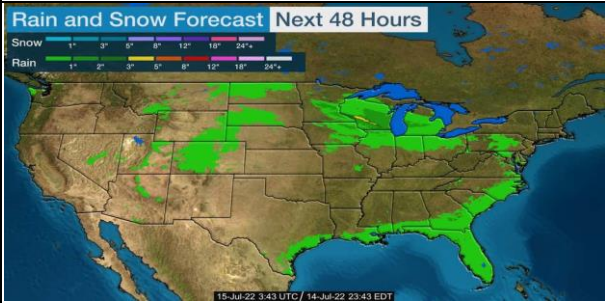 Rain and Snow Forecast Next 48 Hours
Snow 1" 3" 5" 8" 12" 18" 24"+
Rain 1" 2" 3" 5" 8" 12" 18" 24"+
15-Jul-22 3:43 UTC / 14-Jul-22 23:43 EDT